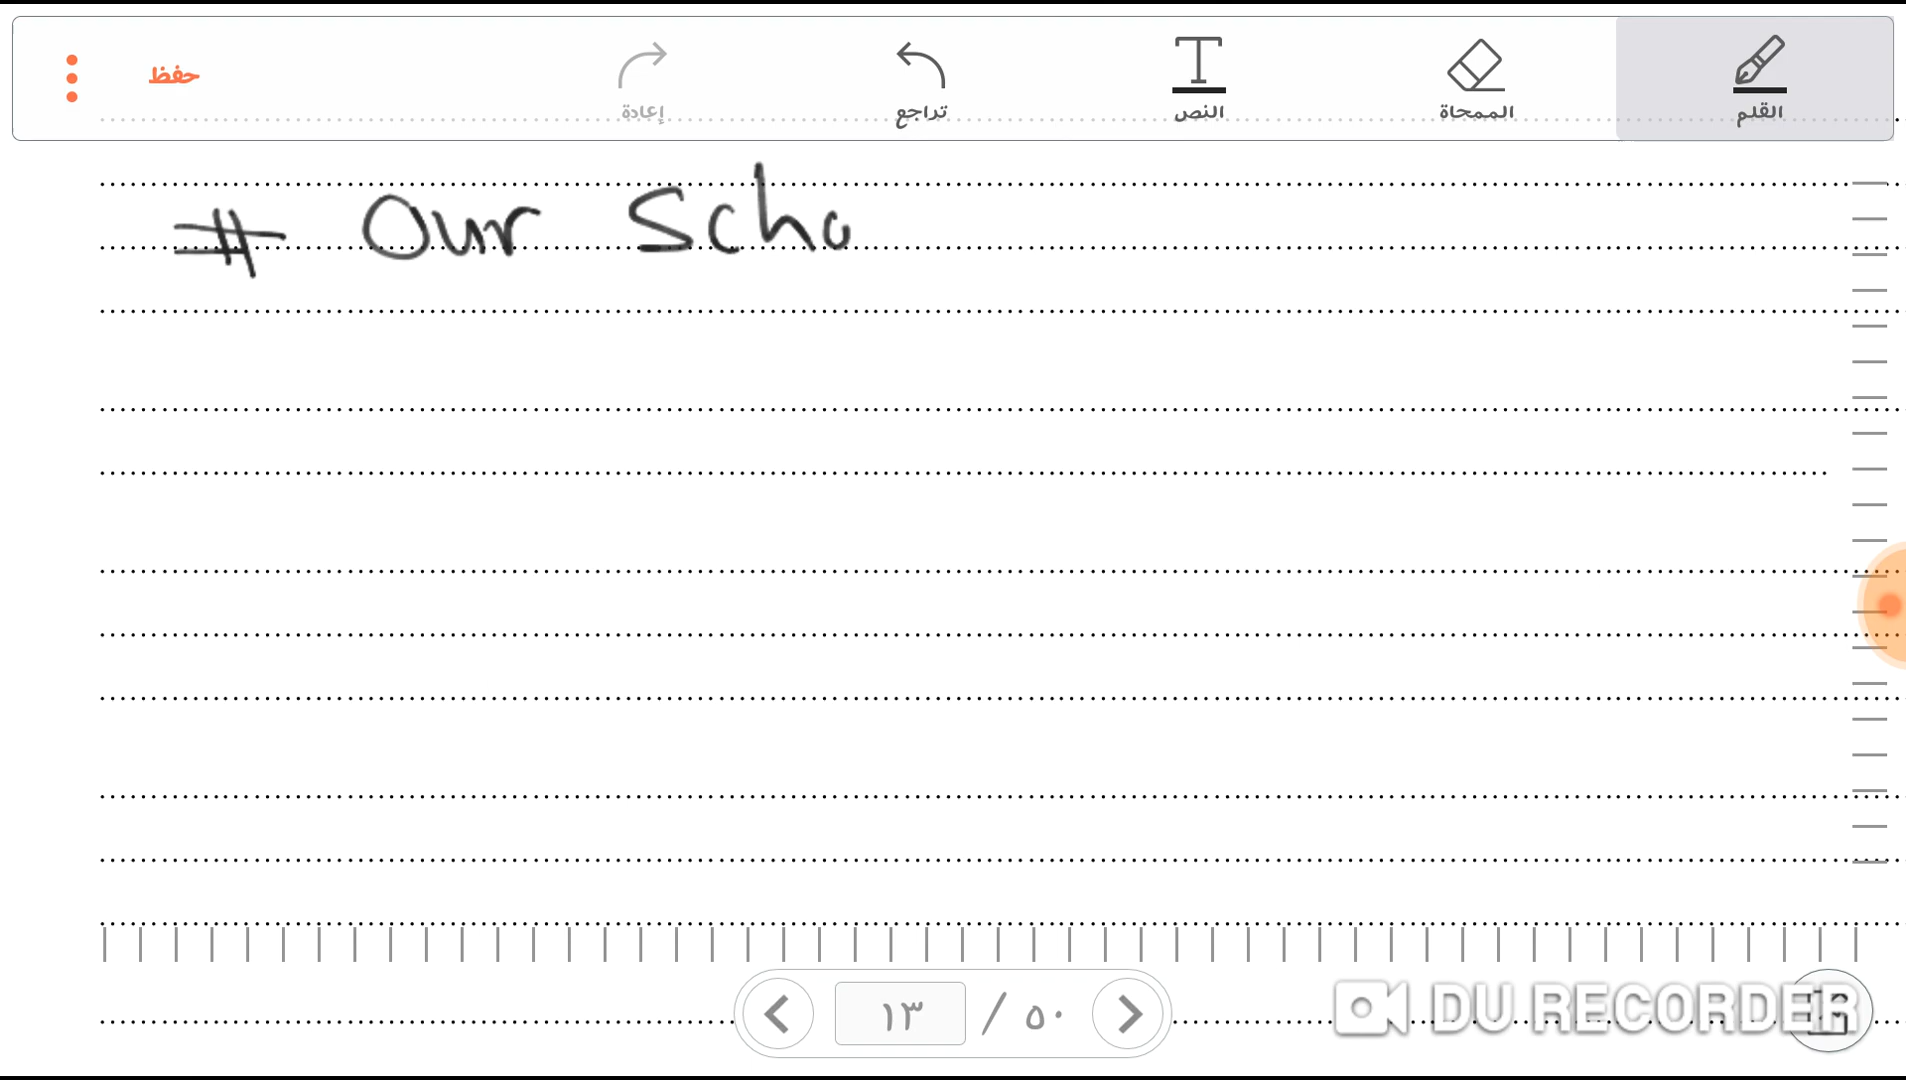 حفظ
إعادة
تراجع
النص
الممحاة
القلم
# Our Scho
١٣ / ٥٠
DU RECORDER